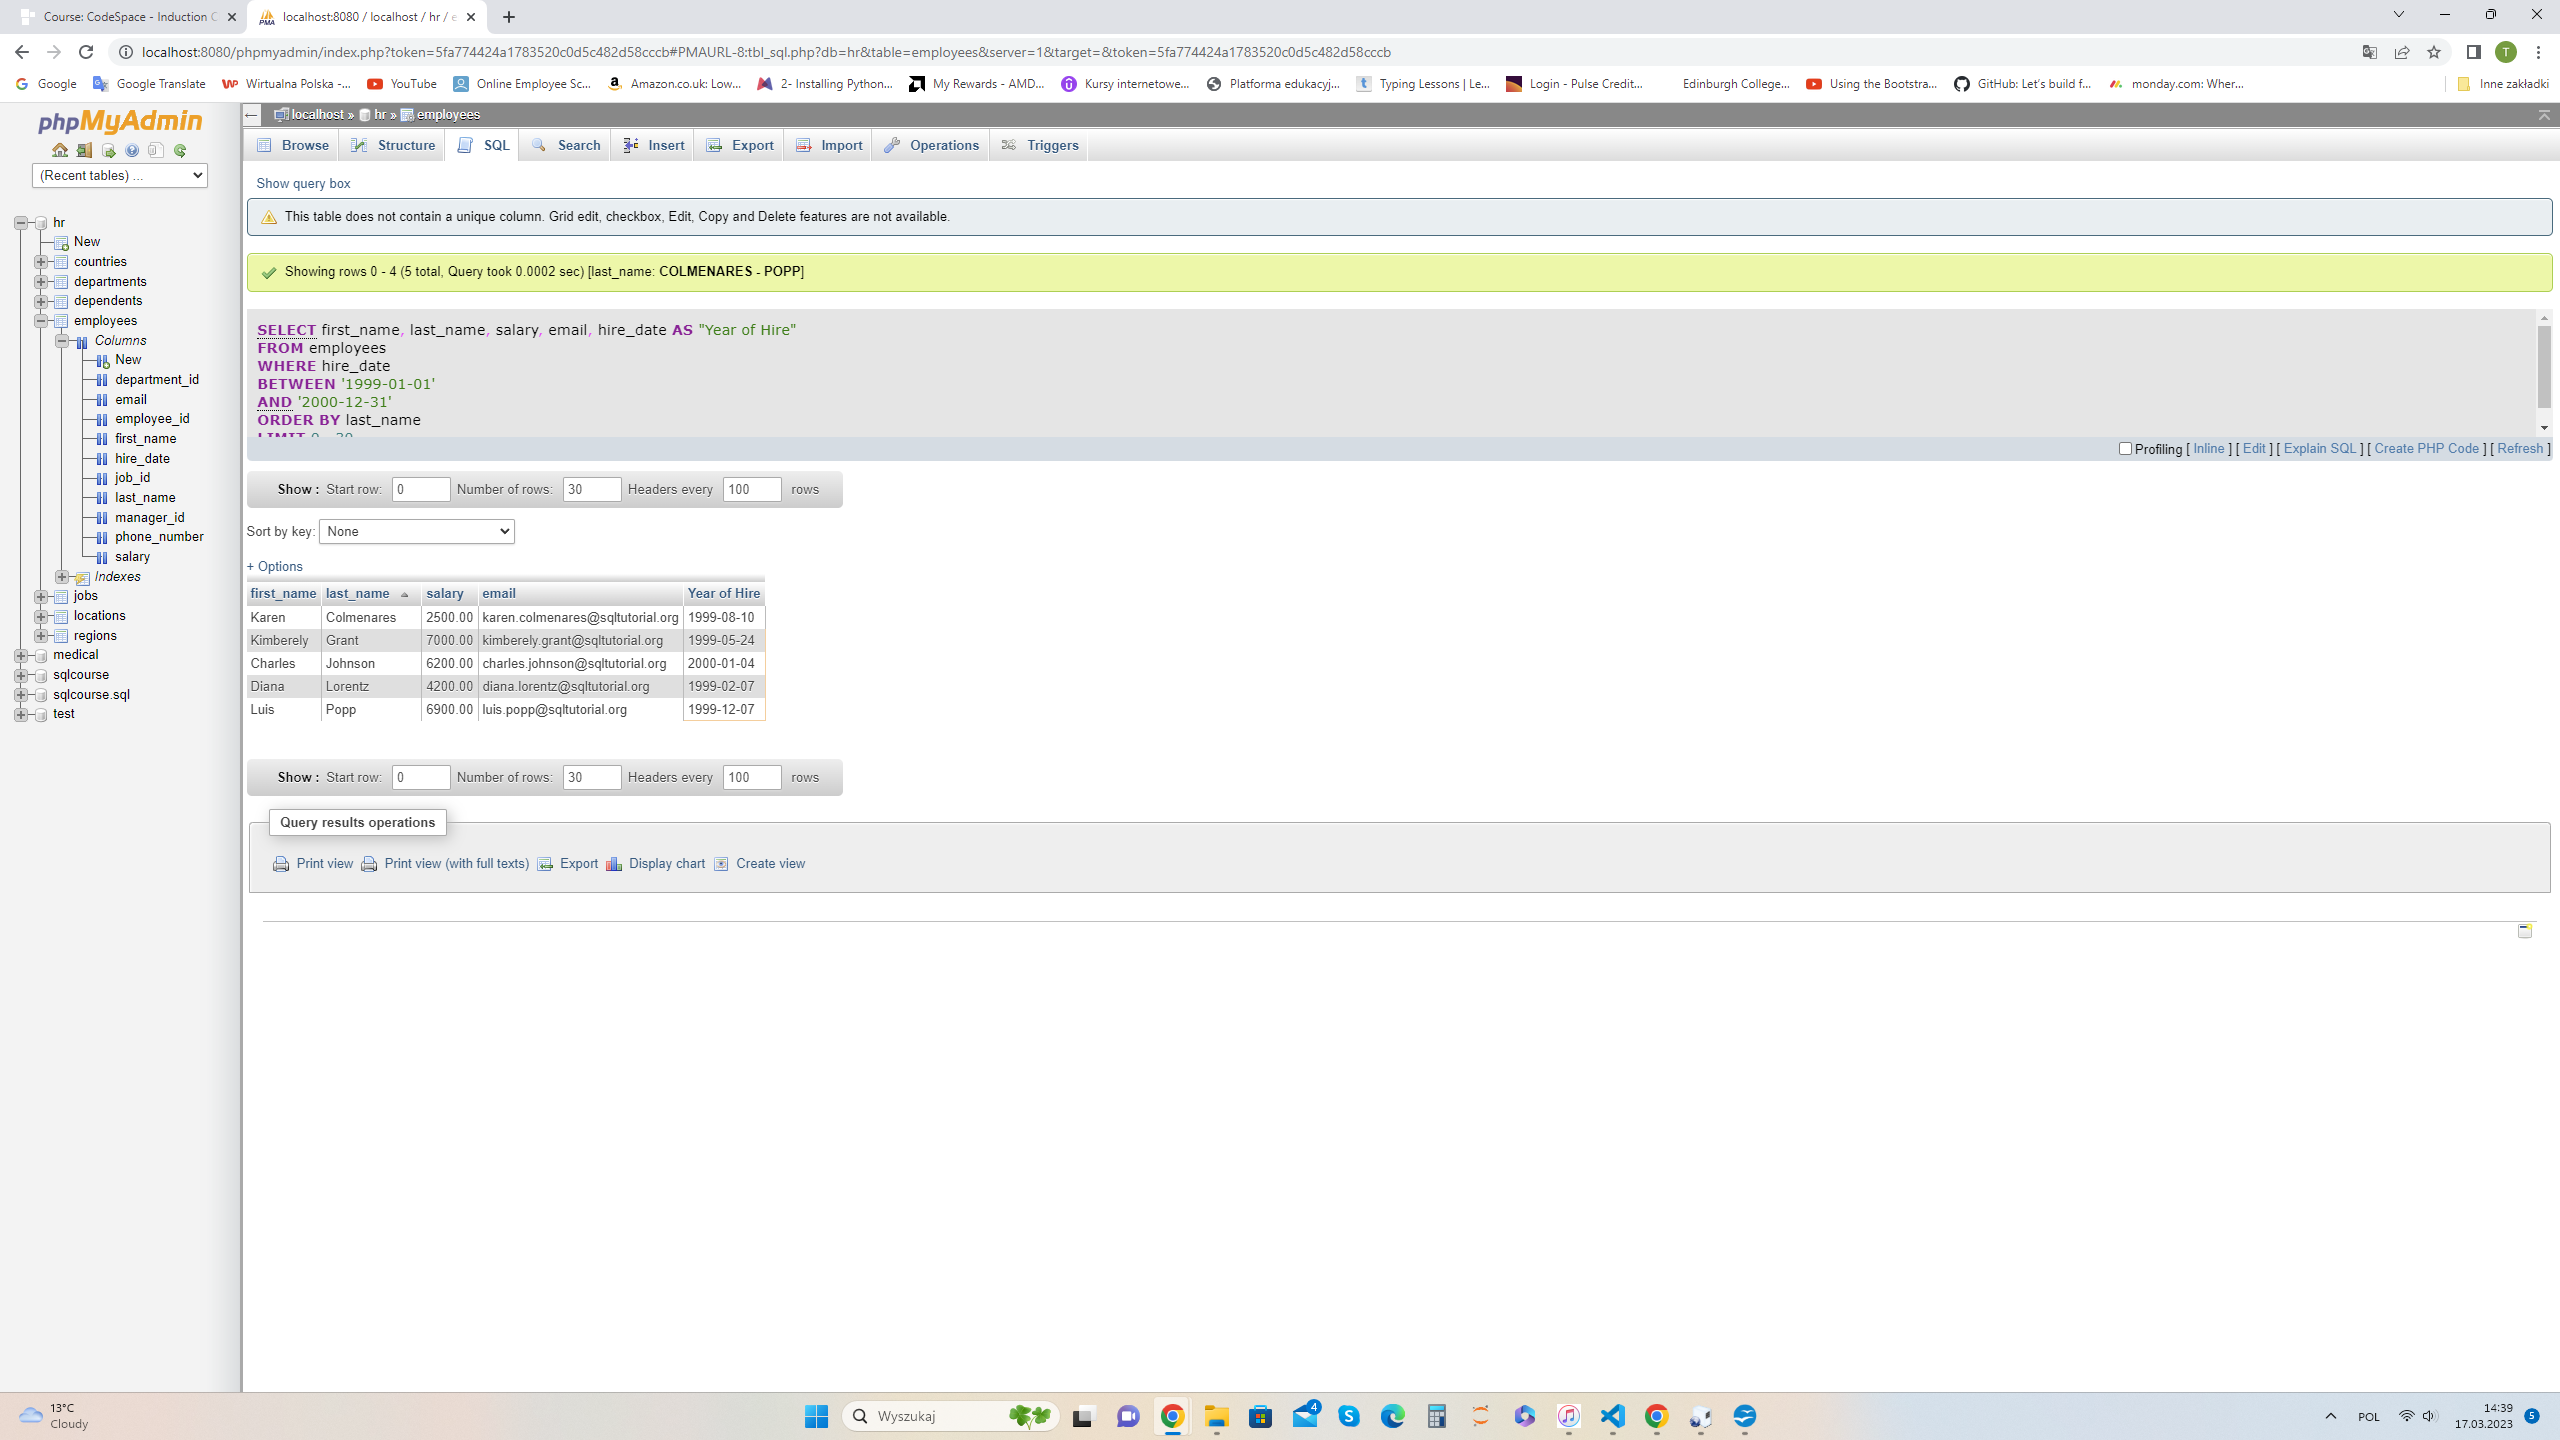 Course: CodeSpace - Induction C
localhost:8080 / localhost / hr / e
localhost:8080/phpmyadmin/index.php?token=5fa774424a1783520c0d5c482d58cccb#PMAURL-8:tbl_sql.php?db=hr&table=employees&server=1&target=&token=5fa774424a1783520c0d5c482d58cccb
T
Google
Google Translate
Wirtualna Polska -...
YouTube
Online Employee Sc...
Amazon.co.uk: Low...
2- Installing Python...
My Rewards - AMD...
Kursy internetowe...
Platforma edukacyj...
Typing Lessons | Le...
Login - Pulse Credit...
Edinburgh College...
Using the Bootstra...
GitHub: Let's build f...
monday.com: Wher...
Inne zakładki
phpMyAdmin
(Recent tables) ...
hr
New
countries
departments
dependents
employees
Columns
New
department_id
email
employee_id
first_name
hire_date
job_id
last_name
manager_id
phone_number
salary
Indexes
jobs
locations
regions
medical
sqlcourse
sqlcourse.sql
test
localhost » hr » employees
Browse Structure SQL Search Insert Export Import Operations Triggers
Show query box
This table does not contain a unique column. Grid edit, checkbox, Edit, Copy and Delete features are not available.
Showing rows 0 - 4 (5 total, Query took 0.0002 sec) [last_name: COLMENARES - POPP]
SELECT first_name, last_name, salary, email, hire_date AS "Year of Hire"
FROM employees
WHERE hire_date
BETWEEN '1999-01-01'
AND '2000-12-31'
ORDER BY last_name
LIMIT 0 , 30
Profiling [ Inline ] [ Edit ] [ Explain SQL ] [ Create PHP Code ] [ Refresh ]
Show : Start row: 0 Number of rows: 30 Headers every 100 rows
Sort by key: None
+ Options
first_name last_name salary email Year of Hire
Karen Colmenares 2500.00 karen.colmenares@sqltutorial.org 1999-08-10
Kimberely Grant 7000.00 kimberely.grant@sqltutorial.org 1999-05-24
Charles Johnson 6200.00 charles.johnson@sqltutorial.org 2000-01-04
Diana Lorentz 4200.00 diana.lorentz@sqltutorial.org 1999-02-07
Luis Popp 6900.00 luis.popp@sqltutorial.org 1999-12-07
Show : Start row: 0 Number of rows: 30 Headers every 100 rows
Query results operations
Print view Print view (with full texts) Export Display chart Create view
13°C
Cloudy
Wyszukaj
4
POL
14:39
17.03.2023
5